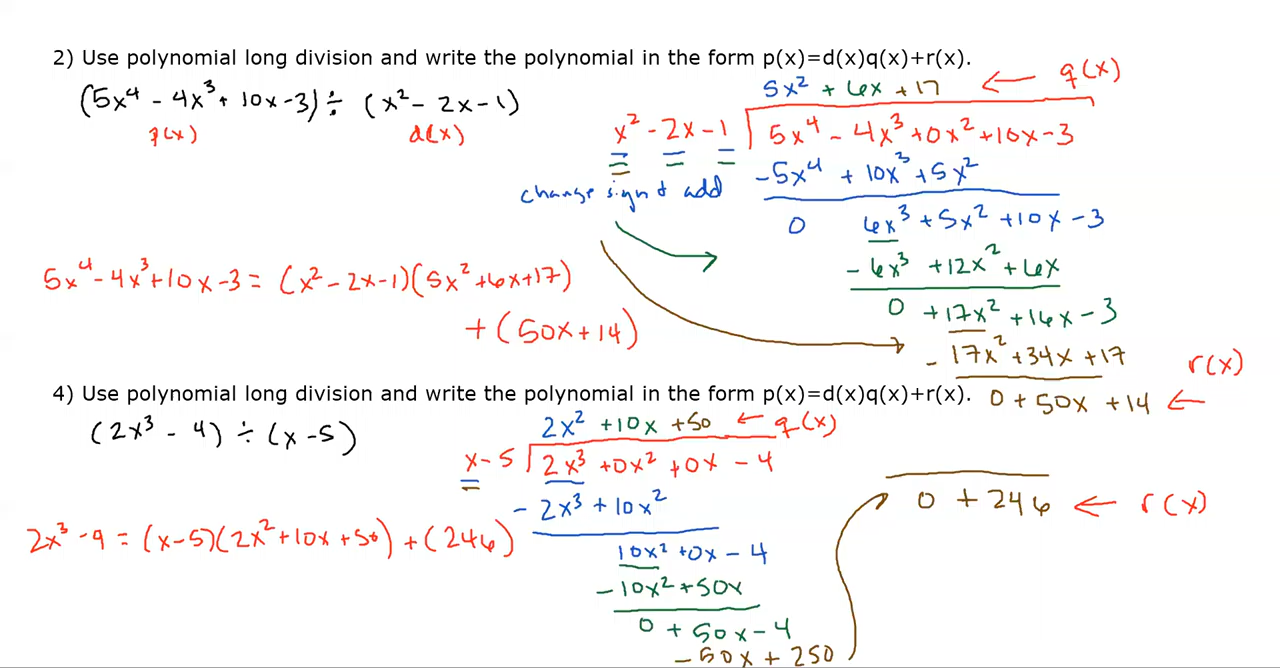 2) Use polynomial long division and write the polynomial in the form p(x)=d(x)q(x)+r(x).
(5x⁴ - 4x³ + 10x - 3) ÷ (x² - 2x - 1)
p(x) d(x)
5x² + 6x + 17 ← q(x)
x² - 2x - 1 5x⁴ - 4x³ + 0x² + 10x - 3
-5x⁴ + 10x³ + 5x²
change sign & add
0 6x³ + 5x² + 10x - 3
- 6x³ + 12x² + 6x
0 + 17x² + 16x - 3
- 17x² + 34x + 17
0 + 50x + 14 ← r(x)
5x⁴ - 4x³ + 10x - 3 = (x² - 2x - 1)(5x² + 6x + 17)
+ (50x + 14)
4) Use polynomial long division and write the polynomial in the form p(x)=d(x)q(x)+r(x).
(2x³ - 4) ÷ (x - 5)
2x² + 10x + 50 ← q(x)
x - 5 2x³ + 0x² + 0x - 4
- 2x³ + 10x²
10x² + 0x - 4
- 10x² + 50x
0 + 50x - 4
- 50x + 250
0 + 246 ← r(x)
2x³ - 9 = (x - 5)(2x² + 10x + 50) + (246)